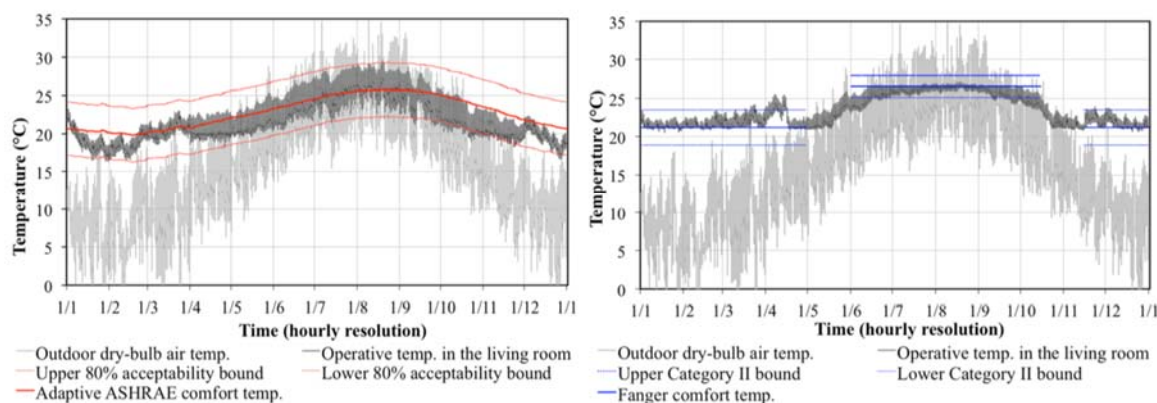 35
30
25
20
15
10
5
0
Temperature (°C)
1/1 1/2 1/3 1/4 1/5 1/6 1/7 1/8 1/9 1/10 1/11 1/12 1/1
Time (hourly resolution)
Outdoor dry-bulb air temp.
Operative temp. in the living room
Upper 80% acceptability bound
Lower 80% acceptability bound
Adaptive ASHRAE comfort temp.
35
30
25
20
15
10
5
0
Temperature (°C)
1/1 1/2 1/3 1/4 1/5 1/6 1/7 1/8 1/9 1/10 1/11 1/12 1/1
Time (hourly resolution)
Outdoor dry-bulb air temp.
Operative temp. in the living room
Upper Category II bound
Lower Category II bound
Fanger comfort temp.